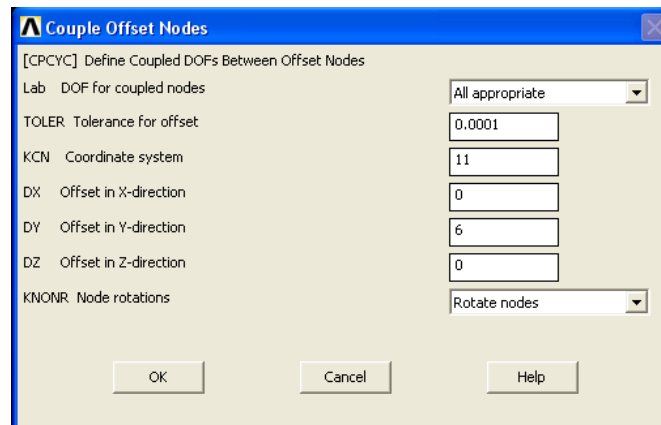 Couple Offset Nodes
[CPCYC] Define Coupled DOFs Between Offset Nodes
Lab DOF for coupled nodes All appropriate
TOLER Tolerance for offset 0.0001
KCN Coordinate system 11
DX Offset in X-direction 0
DY Offset in Y-direction 6
DZ Offset in Z-direction 0
KNONR Node rotations Rotate nodes
OK Cancel Help